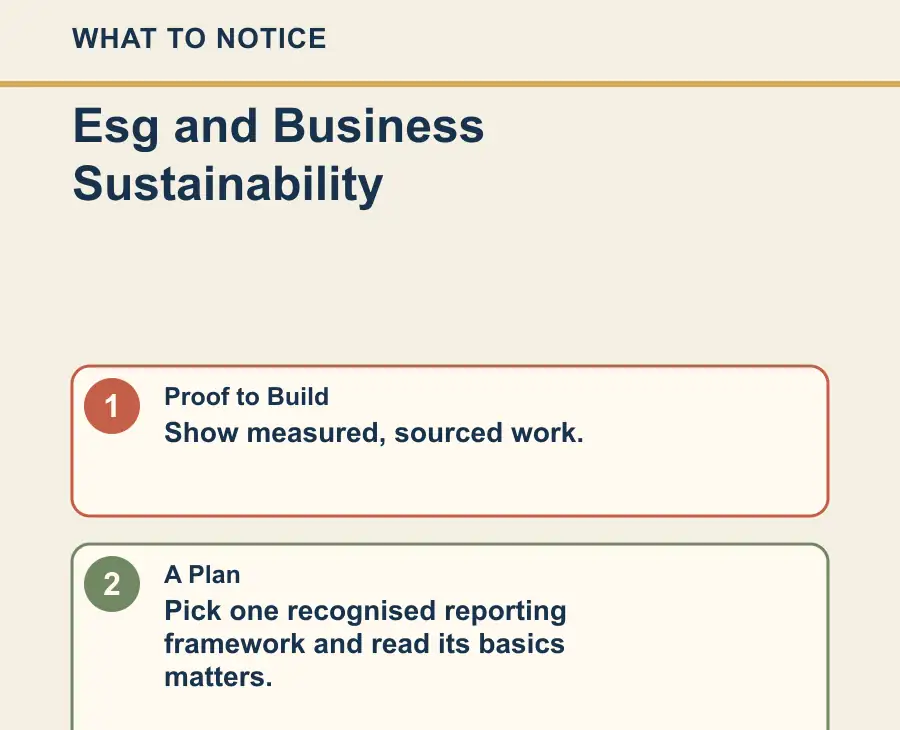 WHAT TO NOTICE
Esg and Business
Sustainability
1
Proof to Build
Show measured, sourced work.
2
A Plan
Pick one recognised reporting
framework and read its basics
matters.